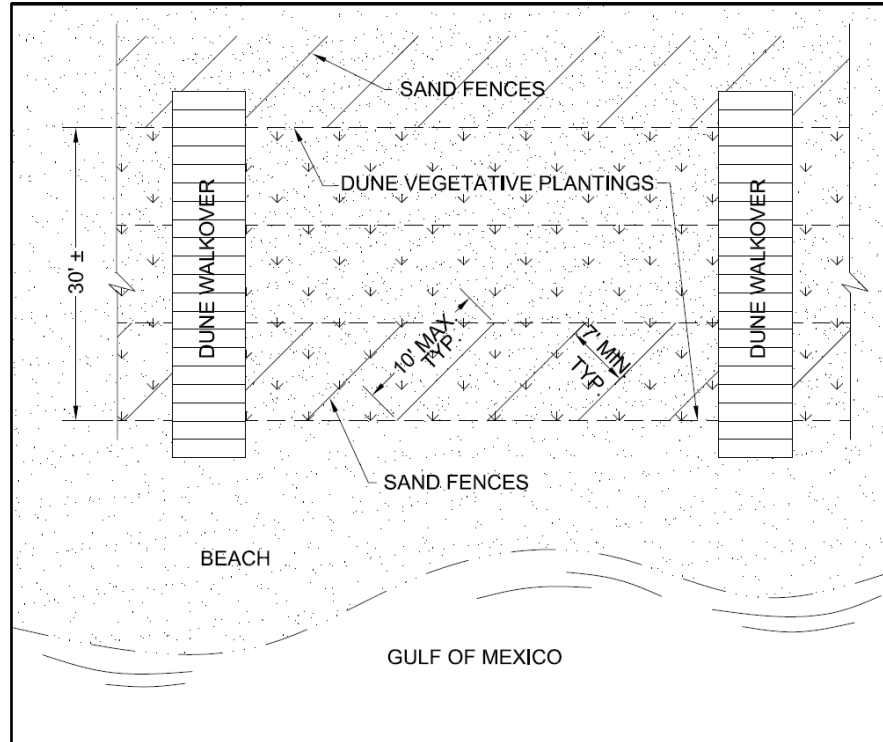 SAND FENCES
DUNE VEGETATIVE PLANTINGS
DUNE WALKOVER
DUNE WALKOVER
30' ±
10' MAX.
TYP.
7' MIN.
TYP.
SAND FENCES
BEACH
GULF OF MEXICO